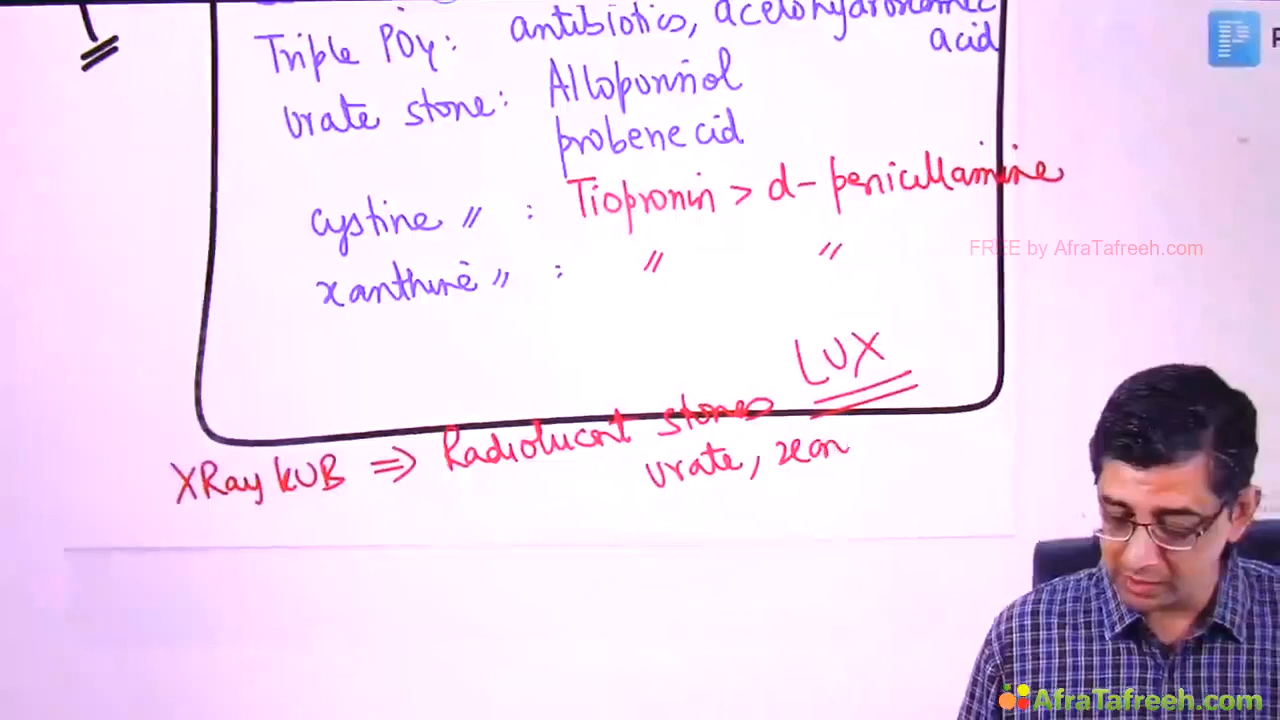 antibiotics, acetohydroxamic
Triple PO4: acid
urate stone: Allopurinol
probenecid
cystine " : Tiopronin > d-penicillamine
FREE by AfraTafreeh.com
xanthine " : " "
LUX
XRay KUB ⇒ Radiolucent stones
urate, xan
AfraTafreeh.com